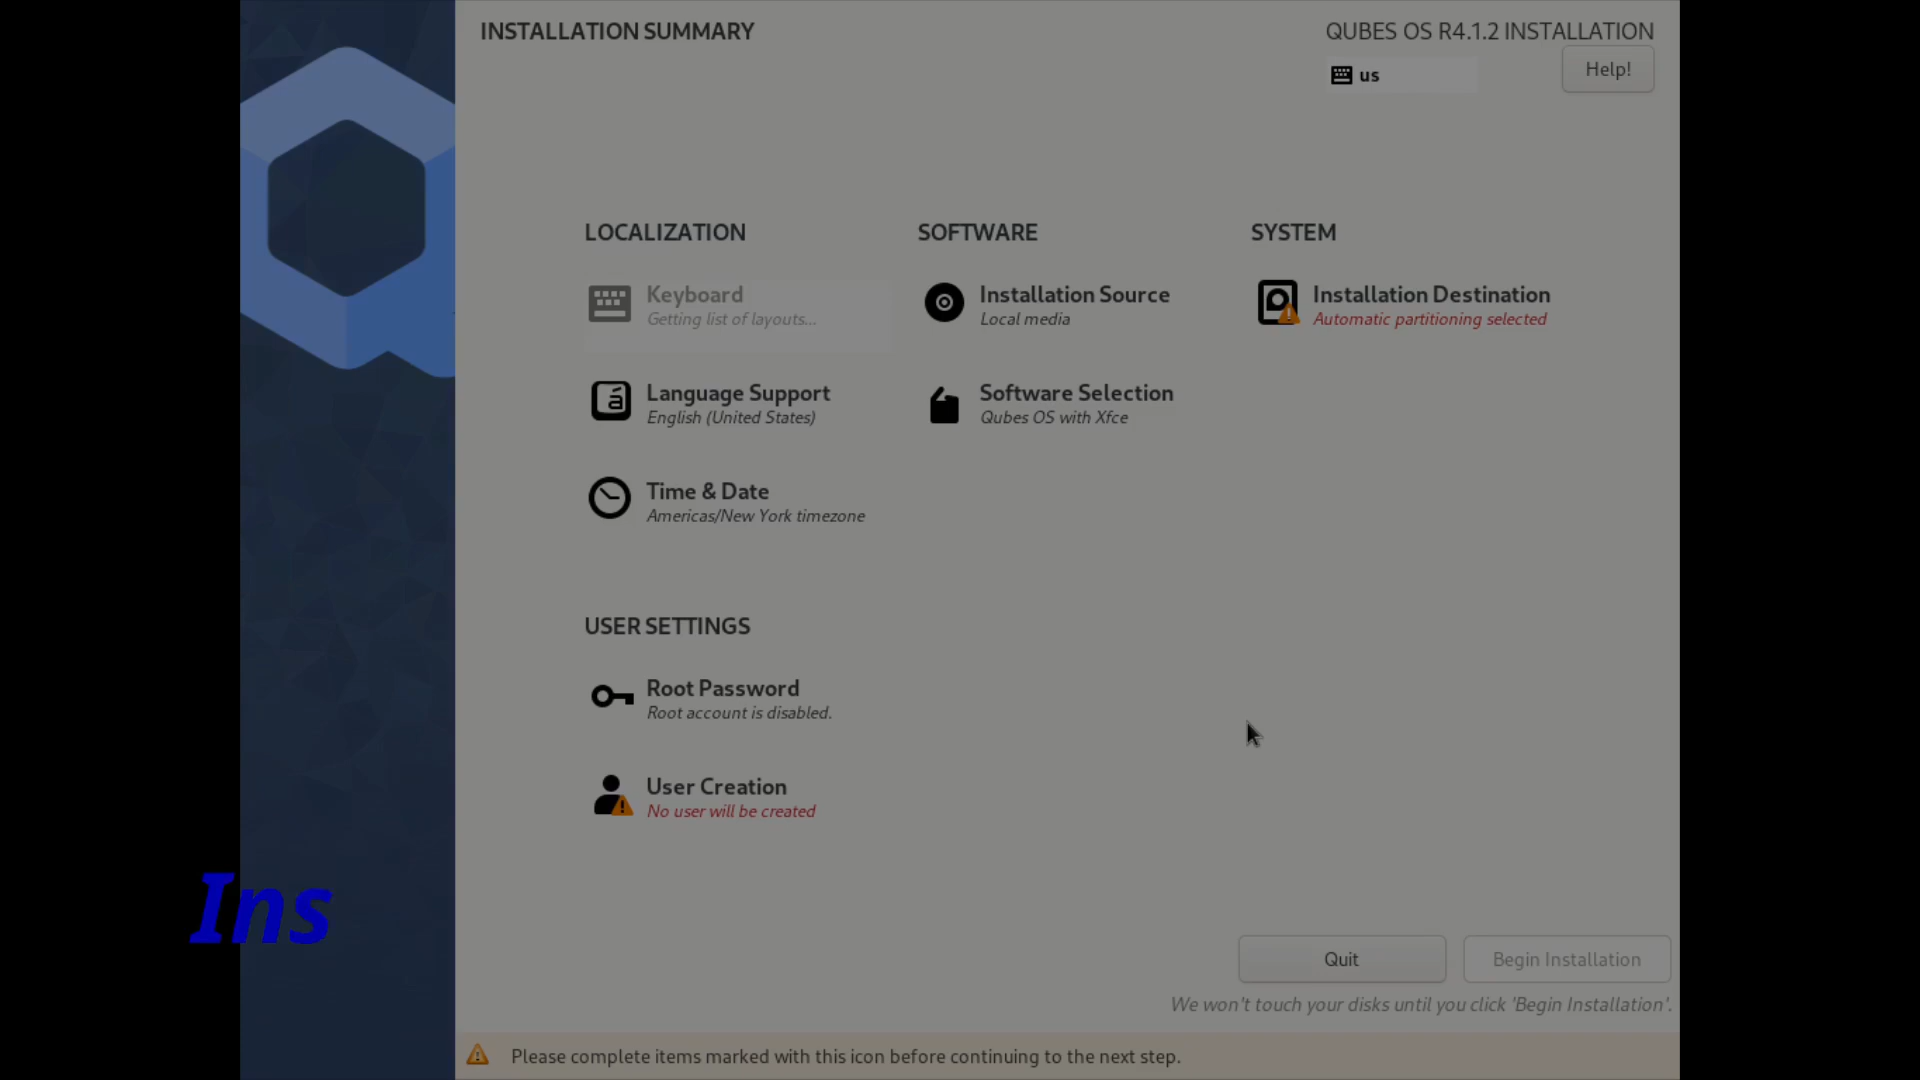 INSTALLATION SUMMARY
QUBES OS R4.1.2 INSTALLATION
us
Help!
LOCALIZATION
Keyboard
Getting list of layouts...
Language Support
English (United States)
Time & Date
Americas/New York timezone
SOFTWARE
Installation Source
Local media
Software Selection
Qubes OS with Xfce
SYSTEM
Installation Destination
Automatic partitioning selected
USER SETTINGS
Root Password
Root account is disabled.
User Creation
No user will be created
Ins
Quit
Begin Installation
We won't touch your disks until you click 'Begin Installation'.
Please complete items marked with this icon before continuing to the next step.